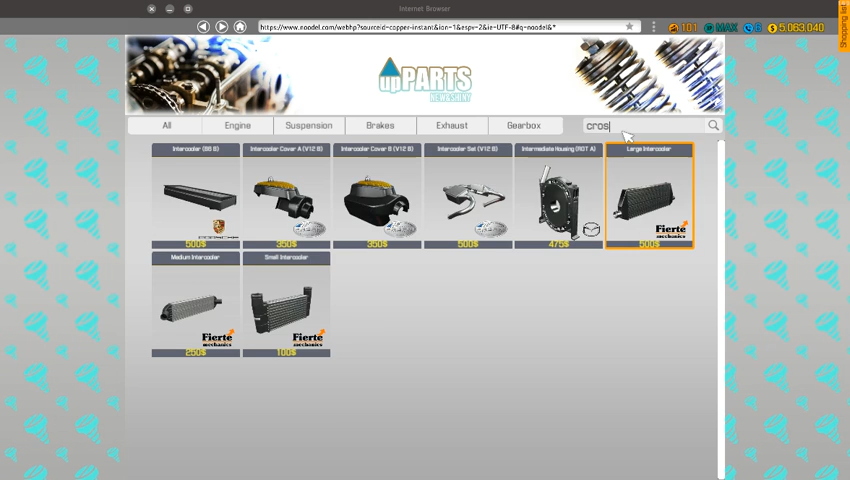 Internet Browser
https://www.noodel.com/webhp?sourceid=copper-instant&ion=1&espv=2&ie=UTF-8#q=noodel&*
101 MAX 6 $ 5,063,040
Shopping list
upPARTS
NEW&SHINY
All Engine Suspension Brakes Exhaust Gearbox cros
Intercooler (B6 B) Intercooler Cover A (V12 B) Intercooler Cover B (V12 B) Intercooler Set (V12 B) Intermediate Housing (ROT A) Large Intercooler
Fierte mechanics
500$ 350$ 350$ 500$ 475$ 500$
Medium Intercooler Small Intercooler
Fierte mechanics Fierte mechanics
250$ 100$